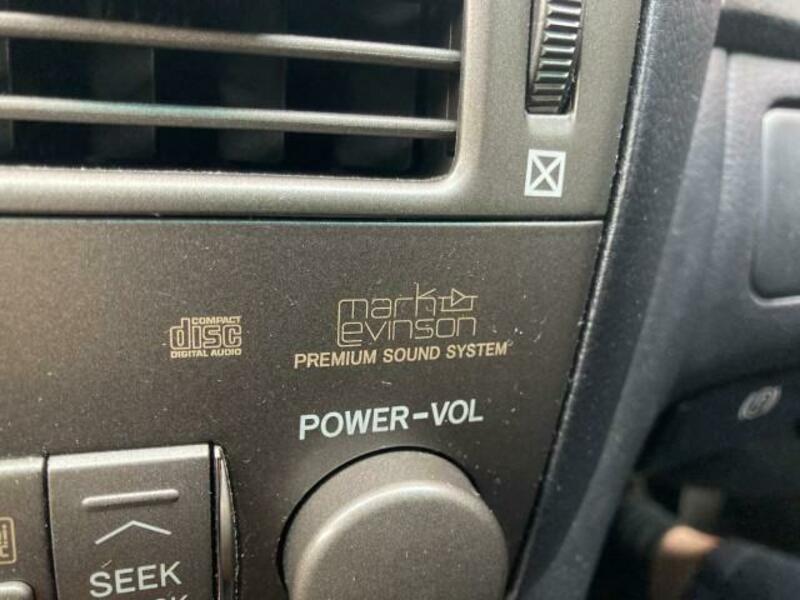 COMPACT
disc
DIGITAL AUDIO
mark
Levinson
PREMIUM SOUND SYSTEM
POWER-VOL
SEEK